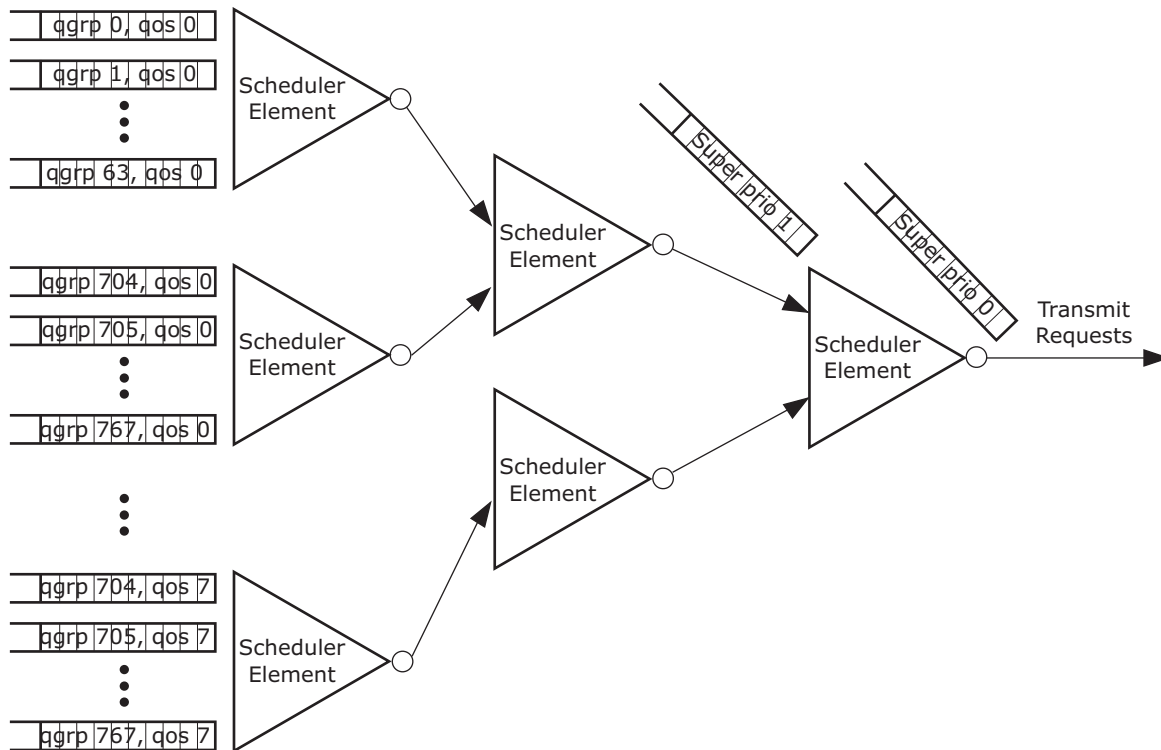 qgrp 0, qos 0
qgrp 1, qos 0
qgrp 63, qos 0
Scheduler
Element
qgrp 704, qos 0
qgrp 705, qos 0
qgrp 767, qos 0
Scheduler
Element
qgrp 704, qos 7
qgrp 705, qos 7
qgrp 767, qos 7
Scheduler
Element
Scheduler
Element
Scheduler
Element
Super prio 1
Super prio 0
Scheduler
Element
Transmit
Requests